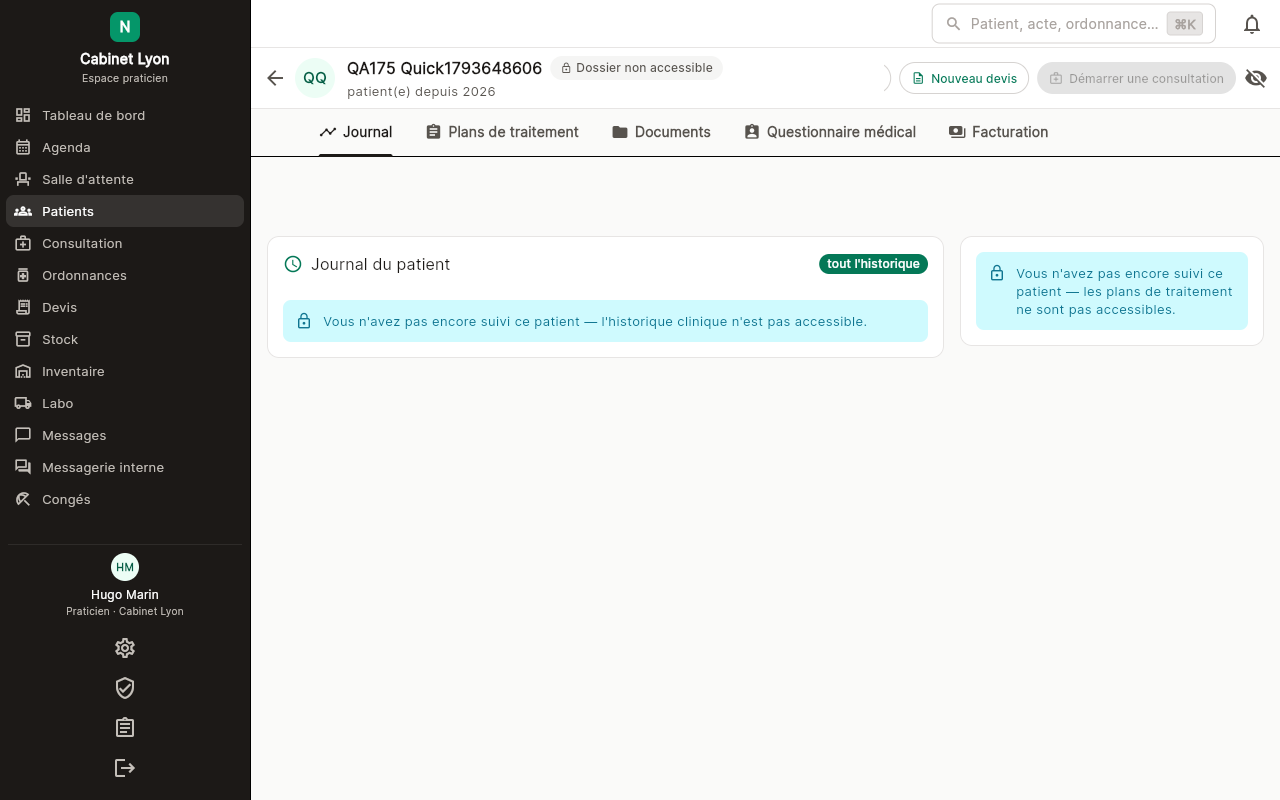 N
Cabinet Lyon
Espace praticien
Tableau de bord
Agenda
Salle d'attente
Patients
Consultation
Ordonnances
Devis
Stock
Inventaire
Labo
Messages
Messagerie interne
Congés
HM
Hugo Marin
Praticien · Cabinet Lyon
Patient, acte, ordonnance... ⌘K
QQ
QA175 Quick1793648606
Dossier non accessible
patient(e) depuis 2026
Nouveau devis
Démarrer une consultation
Journal
Plans de traitement
Documents
Questionnaire médical
Facturation
Journal du patient
tout l'historique
Vous n'avez pas encore suivi ce patient — l'historique clinique n'est pas accessible.
Vous n'avez pas encore suivi ce
patient — les plans de traitement
ne sont pas accessibles.